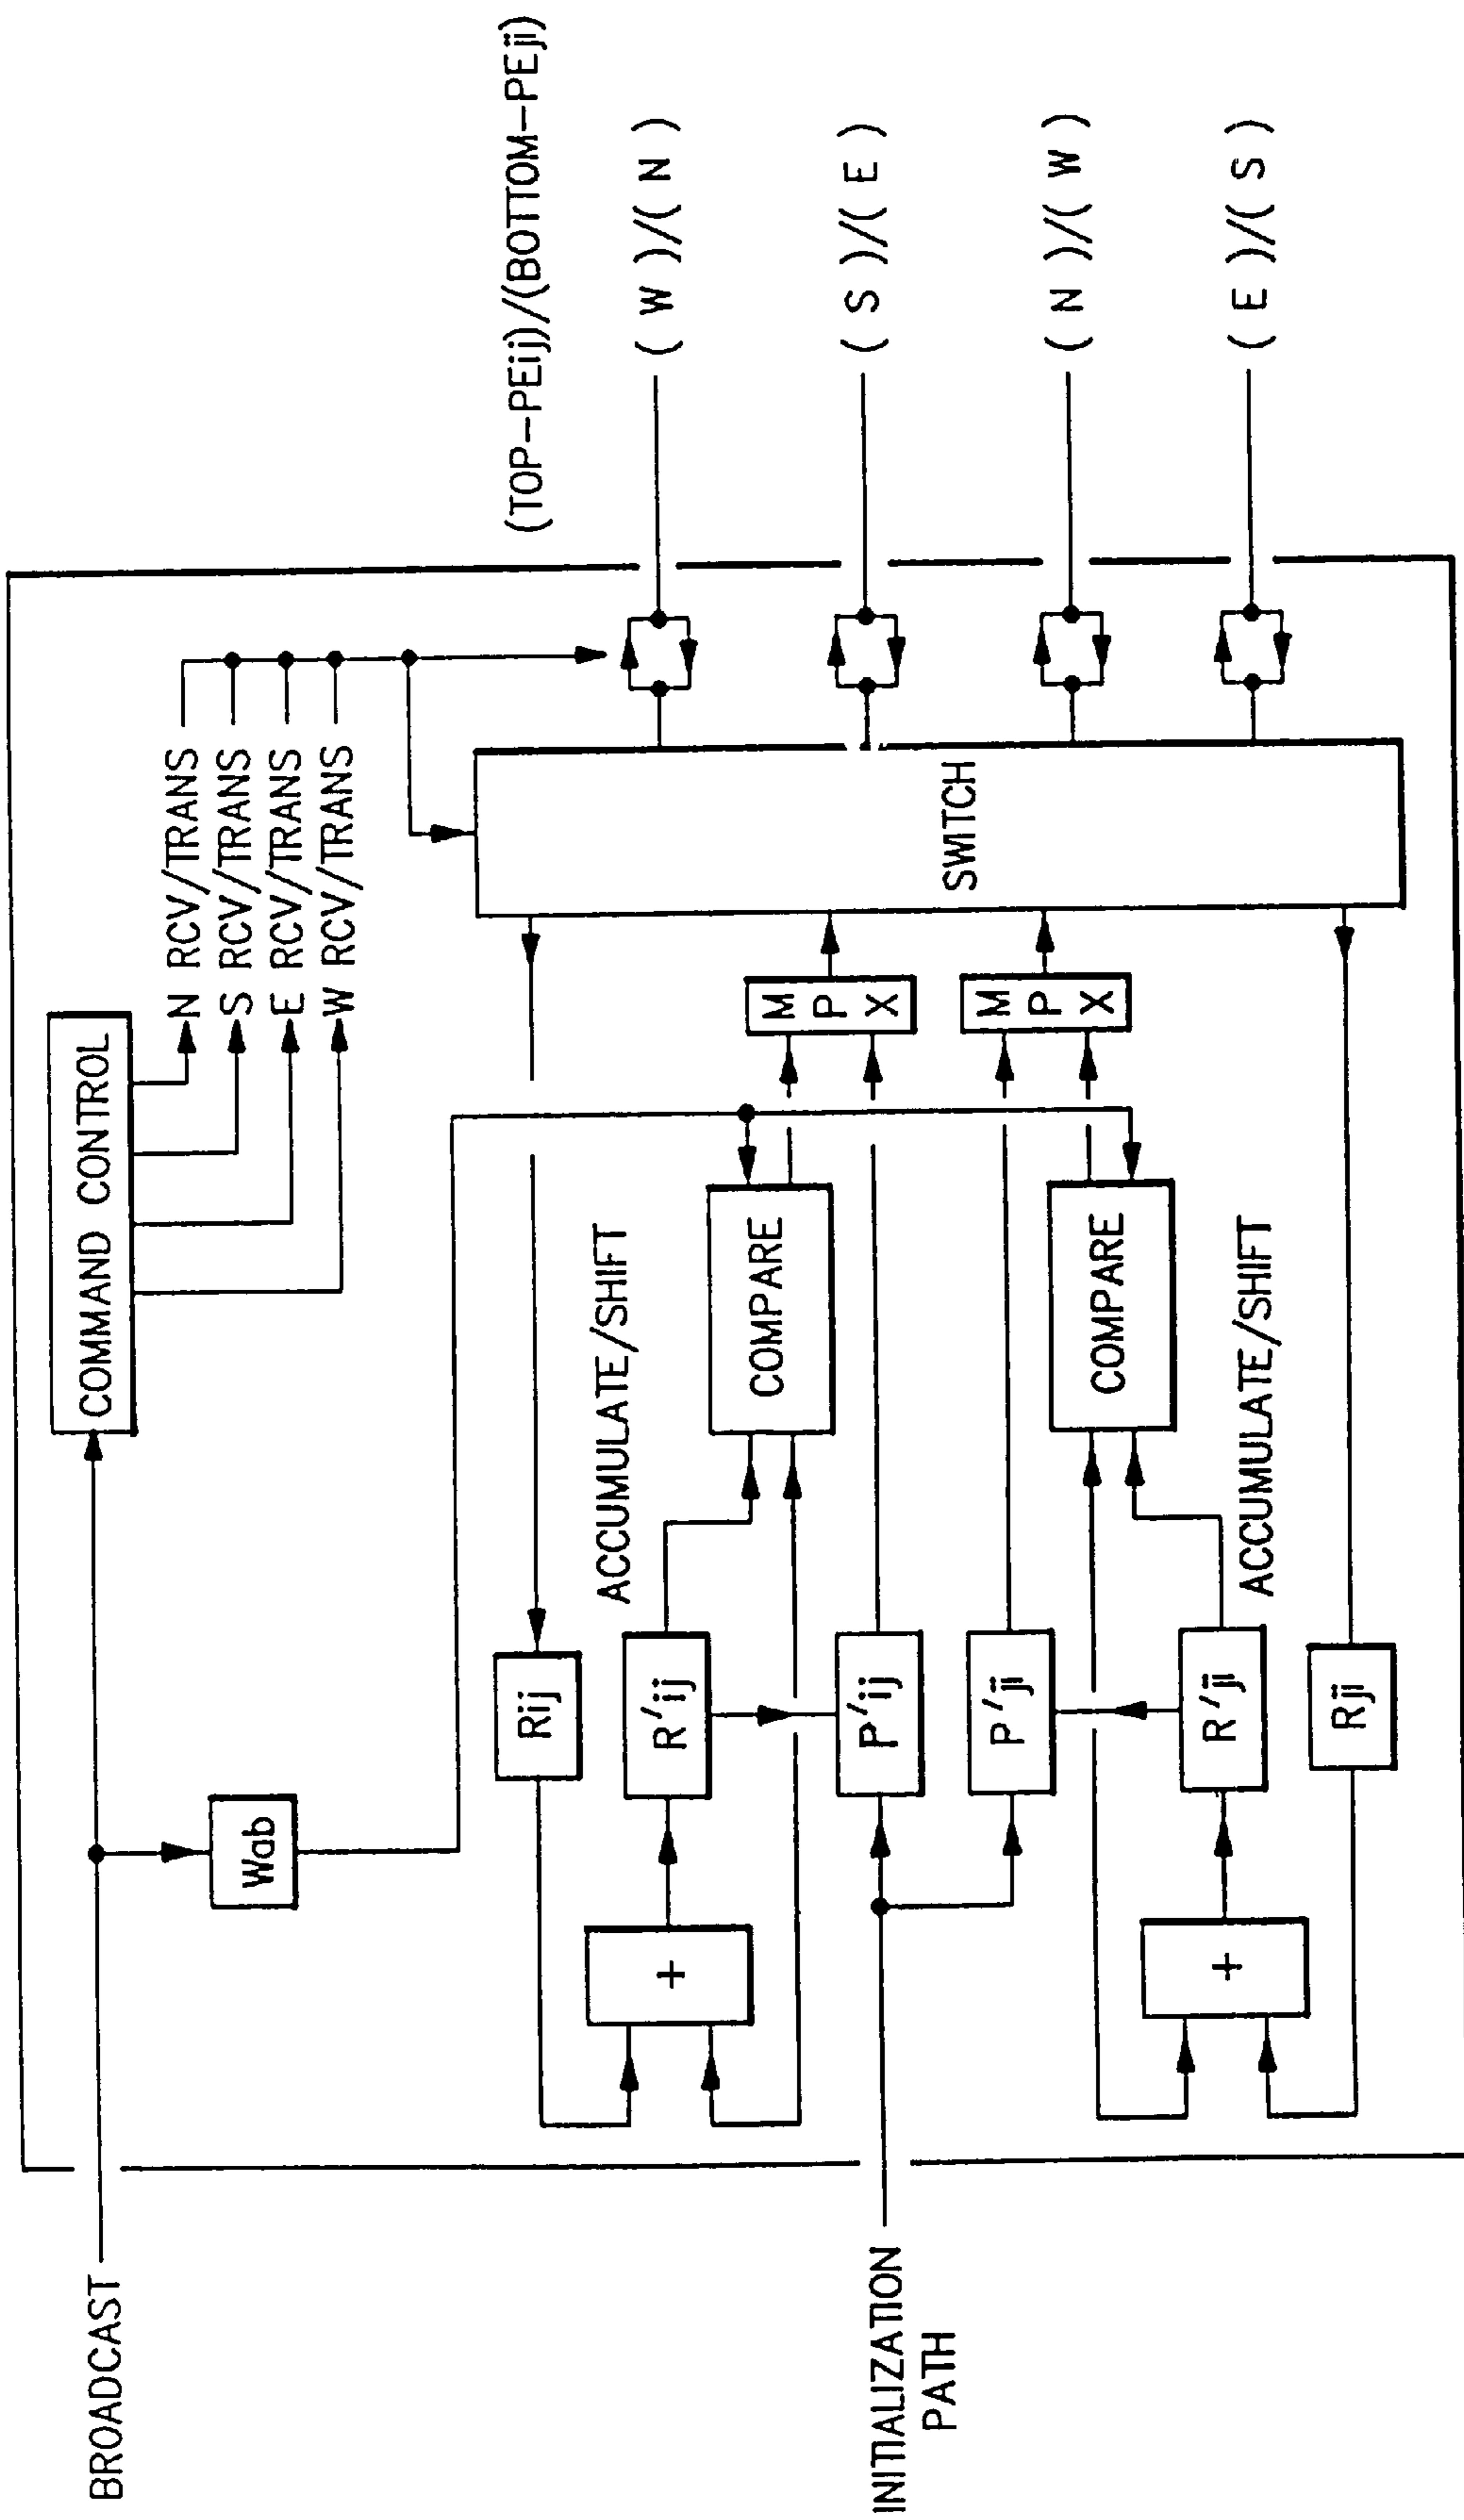 BROADCAST
COMMAND CONTROL
N RCV/TRANS
S RCV/TRANS
E RCV/TRANS
W RCV/TRANS
Wab
(TOP-PEij)/(BOTTOM-PEji)
Rij
ACCUMULATE/SHIFT
( W )/( N )
+
R'ij
COMPARE
M
P
X
( S )/( E )
P'ij
INITIALIZATION
PATH
SWITCH
P'ji
M
P
X
( N )/( W )
COMPARE
+
R'ji
ACCUMULATE/SHIFT
( E )/( S )
Rji